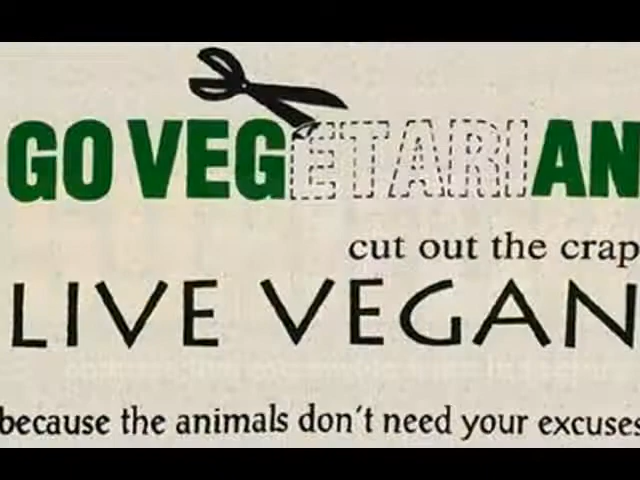 GO VEGETARIAN
cut out the crap
LIVE VEGAN
because the animals don't need your excuses